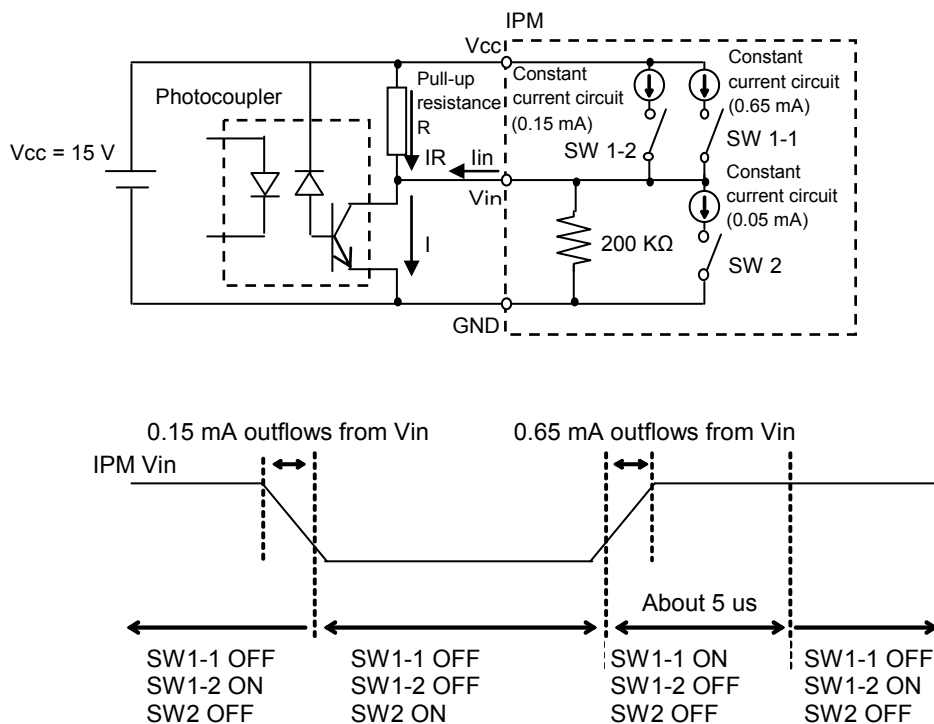 IPM
Vcc
Constant
current circuit
(0.15 mA)
Constant
current circuit
(0.65 mA)
Photocoupler
Pull-up
resistance
R
SW 1-2
SW 1-1
Vcc = 15 V
IR
Iin
Vin
Constant
current circuit
(0.05 mA)
I
200 KΩ
SW 2
GND
0.15 mA outflows from Vin
0.65 mA outflows from Vin
IPM Vin
About 5 us
SW1-1 OFF
SW1-2 ON
SW2 OFF
SW1-1 OFF
SW1-2 OFF
SW2 ON
SW1-1 ON
SW1-2 OFF
SW2 OFF
SW1-1 OFF
SW1-2 ON
SW2 OFF